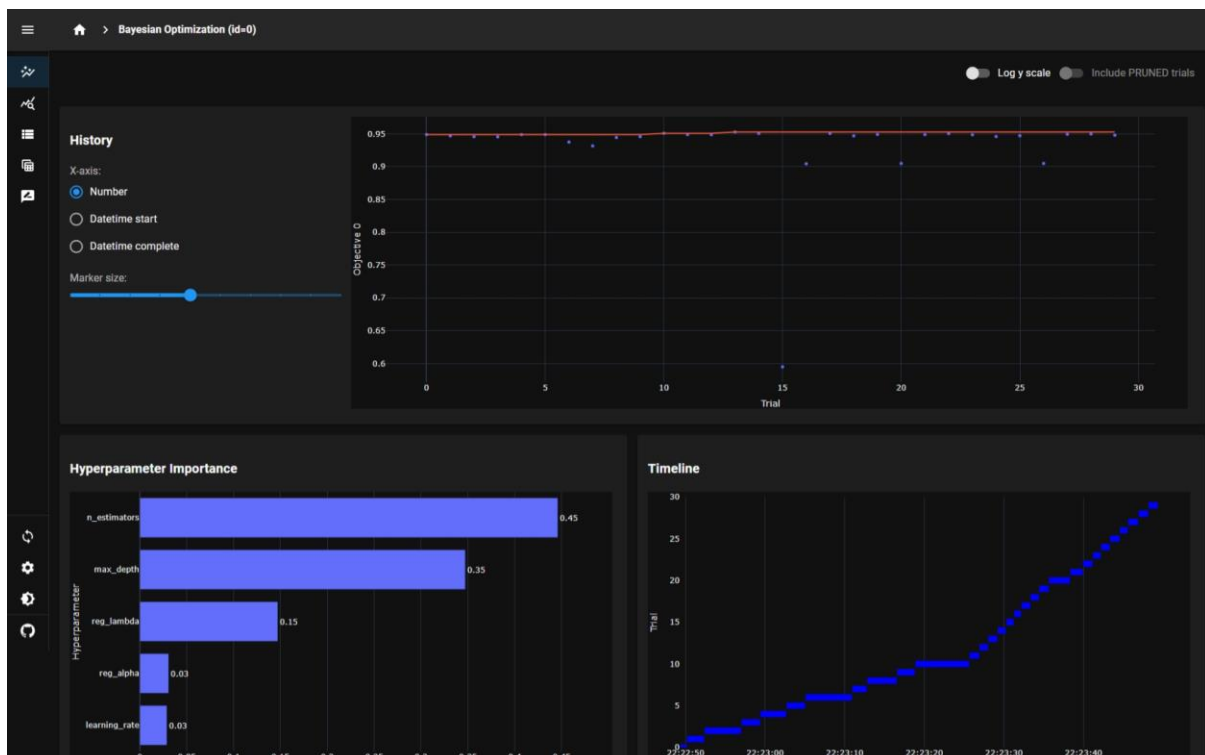 Bayesian Optimization (id=0)
Log y scale
Include PRUNED trials
History
X-axis:
Number
Datetime start
Datetime complete
Marker size:
0.95
0.9
0.85
0.8
0.75
0.7
0.65
0.6
Objective 0
0
5
10
15
20
25
30
Trial
Hyperparameter Importance
n_estimators
0.45
max_depth
0.35
reg_lambda
0.15
reg_alpha
0.03
learning_rate
0.03
Hyperparameter
Timeline
30
25
20
15
10
5
0
Trial
22:22:50
22:23:00
22:23:10
22:23:20
22:23:30
22:23:40